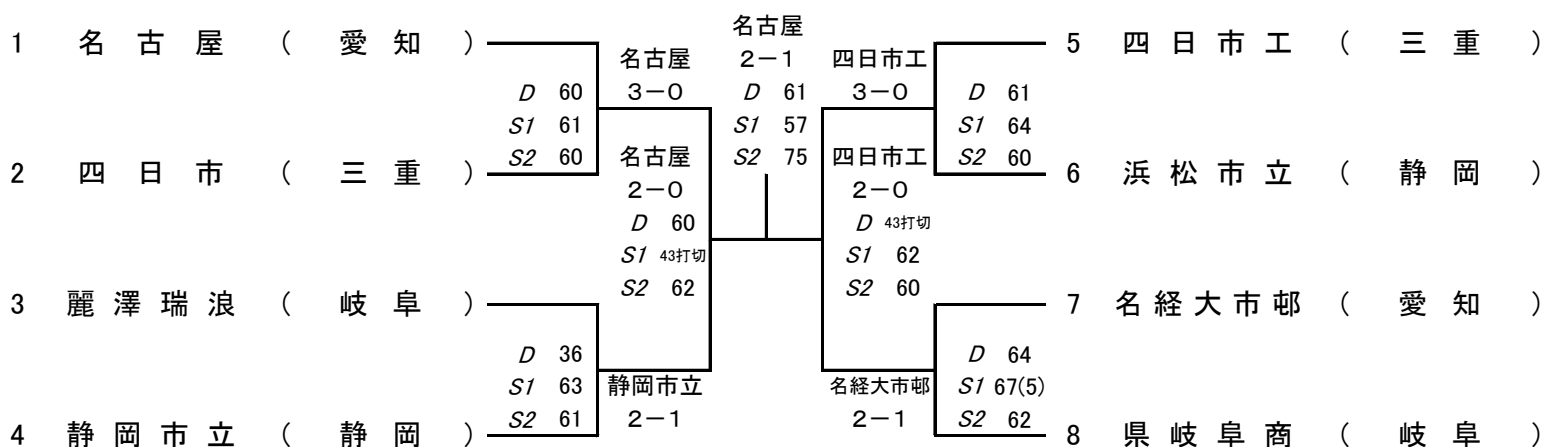 1 名古屋 ( 愛知 )
2 四日市 ( 三重 )
3 麗澤瑞浪 ( 岐阜 )
4 静岡市立 ( 静岡 )
D 60
S1 61
S2 60
D 36
S1 63
S2 61
名古屋
3-0
名古屋
2-0
D 60
S1 43打切
S2 62
静岡市立
2-1
名古屋
2-1
D 61
S1 57
S2 75
四日市工
3-0
四日市工
2-0
D 43打切
S1 62
S2 60
名経大市邨
2-1
D 61
S1 64
S2 60
D 64
S1 67(5)
S2 62
5 四日市工 ( 三重 )
6 浜松市立 ( 静岡 )
7 名経大市邨 ( 愛知 )
8 県岐阜商 ( 岐阜 )